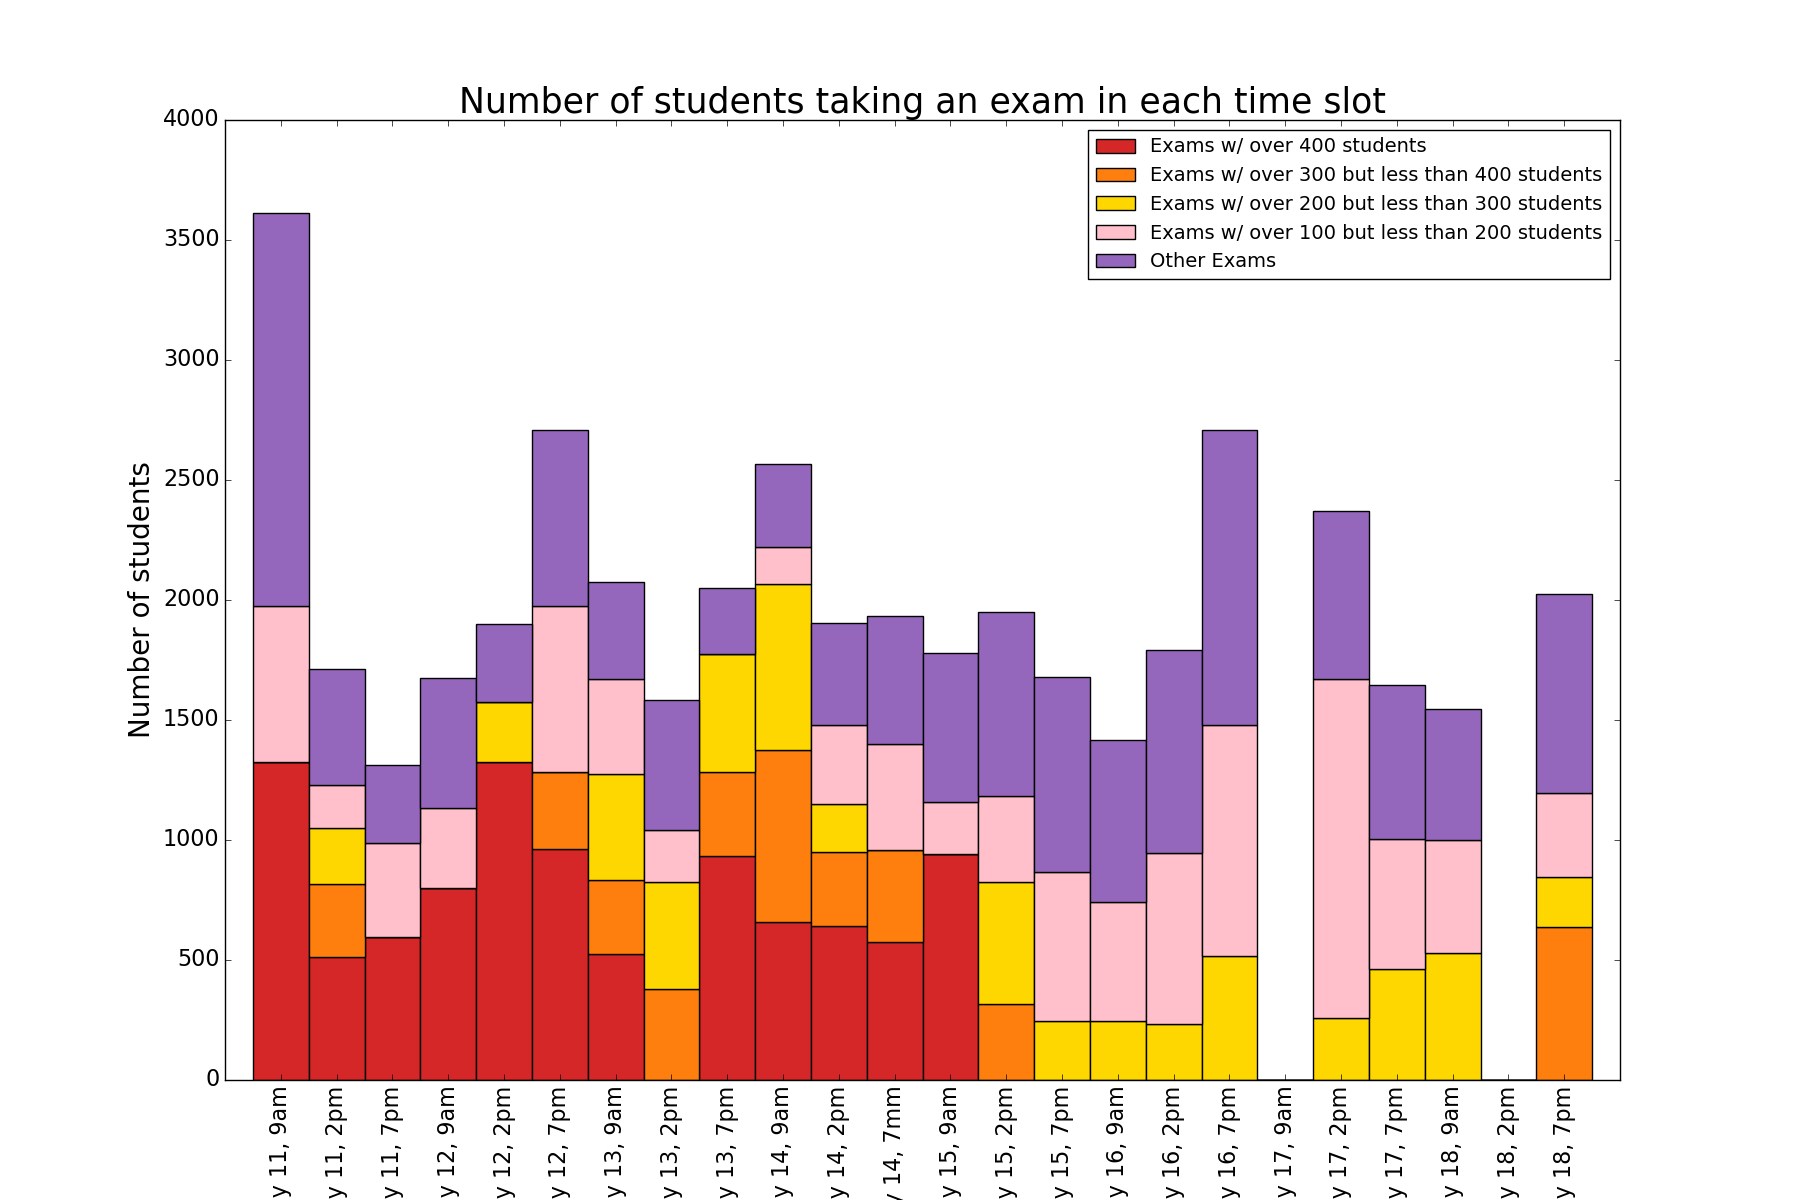 Number of students taking an exam in each time slot
4000
3500
3000
2500
2000
1500
1000
500
0
Number of students
Exams w/ over 400 students
Exams w/ over 300 but less than 400 students
Exams w/ over 200 but less than 300 students
Exams w/ over 100 but less than 200 students
Other Exams
y 11, 9am
y 11, 2pm
y 11, 7pm
y 12, 9am
y 12, 2pm
y 12, 7pm
y 13, 9am
y 13, 2pm
y 13, 7pm
y 14, 9am
y 14, 2pm
y 14, 7mm
y 15, 9am
y 15, 2pm
y 15, 7pm
y 16, 9am
y 16, 2pm
y 16, 7pm
y 17, 9am
y 17, 2pm
y 17, 7pm
y 18, 9am
y 18, 2pm
y 18, 7pm